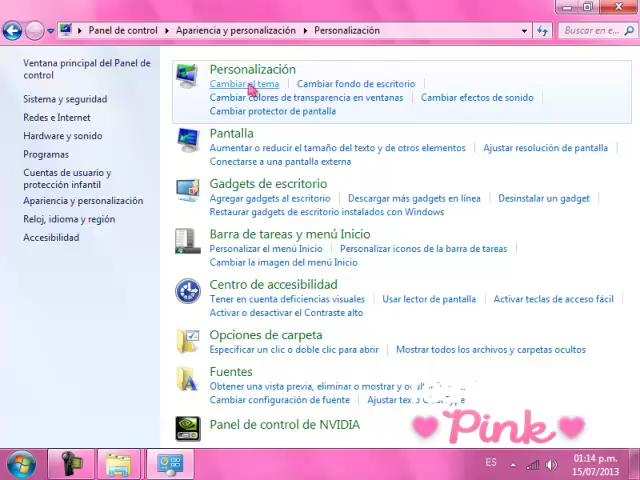 Panel de control ▸ Apariencia y personalización ▸ Personalización
Buscar en e...
Ventana principal del Panel de
control
Sistema y seguridad
Redes e Internet
Hardware y sonido
Programas
Cuentas de usuario y
protección infantil
Apariencia y personalización
Reloj, idioma y región
Accesibilidad
Personalización
Cambiar el tema
Cambiar fondo de escritorio
Cambiar colores de transparencia en ventanas
Cambiar efectos de sonido
Cambiar protector de pantalla
Pantalla
Aumentar o reducir el tamaño del texto y de otros elementos
Ajustar resolución de pantalla
Conectarse a una pantalla externa
Gadgets de escritorio
Agregar gadgets al escritorio
Descargar más gadgets en línea
Desinstalar un gadget
Restaurar gadgets de escritorio instalados con Windows
Barra de tareas y menú Inicio
Personalizar el menú Inicio
Personalizar iconos de la barra de tareas
Cambiar la imagen del menú Inicio
Centro de accesibilidad
Tener en cuenta deficiencias visuales
Usar lector de pantalla
Activar teclas de acceso fácil
Activar o desactivar el Contraste alto
Opciones de carpeta
Especificar un clic o doble clic para abrir
Mostrar todos los archivos y carpetas ocultos
Fuentes
Obtener una vista previa, eliminar o mostrar y
Cambiar configuración de fuente
Ajustar texto
Panel de control de NVIDIA
Pink
ES
01:14 p.m.
15/07/2013